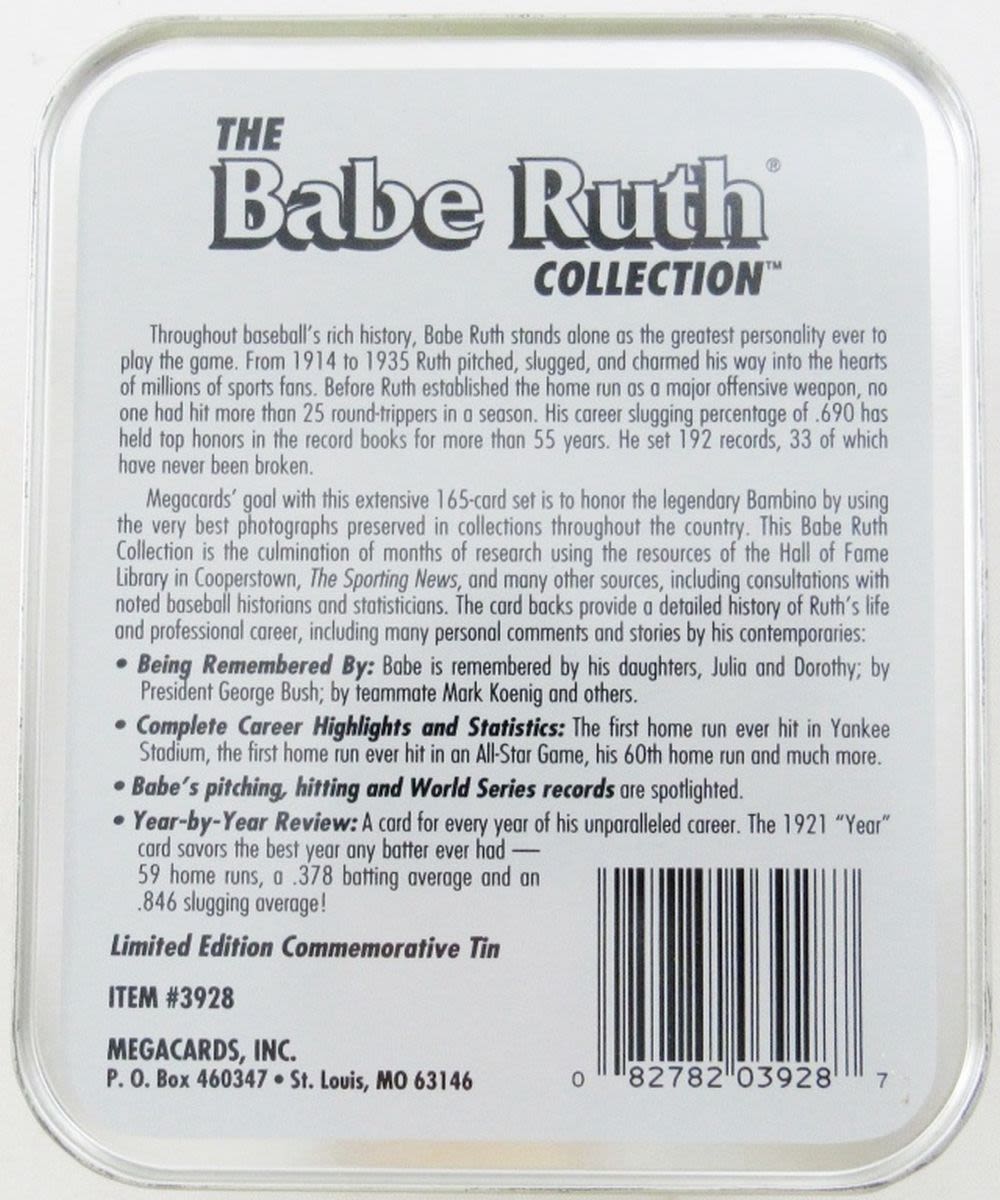 THE
Babe Ruth®
COLLECTION™
Throughout baseball's rich history, Babe Ruth stands alone as the greatest personality ever to
play the game. From 1914 to 1935 Ruth pitched, slugged, and charmed his way into the hearts
of millions of sports fans. Before Ruth established the home run as a major offensive weapon, no
one had hit more than 25 round-trippers in a season. His career slugging percentage of .690 has
held top honors in the record books for more than 55 years. He set 192 records, 33 of which
have never been broken.
Megacards' goal with this extensive 165-card set is to honor the legendary Bambino by using
the very best photographs preserved in collections throughout the country. This Babe Ruth
Collection is the culmination of months of research using the resources of the Hall of Fame
Library in Cooperstown, The Sporting News, and many other sources, including consultations with
noted baseball historians and statisticians. The card backs provide a detailed history of Ruth's life
and professional career, including many personal comments and stories by his contemporaries:
• Being Remembered By: Babe is remembered by his daughters, Julia and Dorothy; by
President George Bush; by teammate Mark Koenig and others.
• Complete Career Highlights and Statistics: The first home run ever hit in Yankee
Stadium, the first home run ever hit in an All-Star Game, his 60th home run and much more.
• Babe's pitching, hitting and World Series records are spotlighted.
• Year-by-Year Review: A card for every year of his unparalleled career. The 1921 "Year"
card savors the best year any batter ever had —
59 home runs, a .378 batting average and an
.846 slugging average!
Limited Edition Commemorative Tin
ITEM #3928
MEGACARDS, INC.
P. O. Box 460347 • St. Louis, MO 63146
0 82782 03928 7